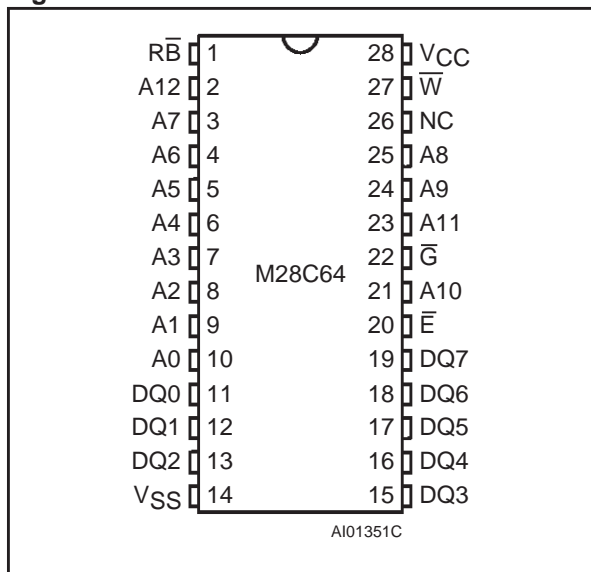 RB̅ 1 28 VCC
A12 2 27 W̅
A7 3 26 NC
A6 4 25 A8
A5 5 24 A9
A4 6 23 A11
A3 7 22 G̅
M28C64
A2 8 21 A10
A1 9 20 E̅
A0 10 19 DQ7
DQ0 11 18 DQ6
DQ1 12 17 DQ5
DQ2 13 16 DQ4
VSS 14 15 DQ3
AI01351C